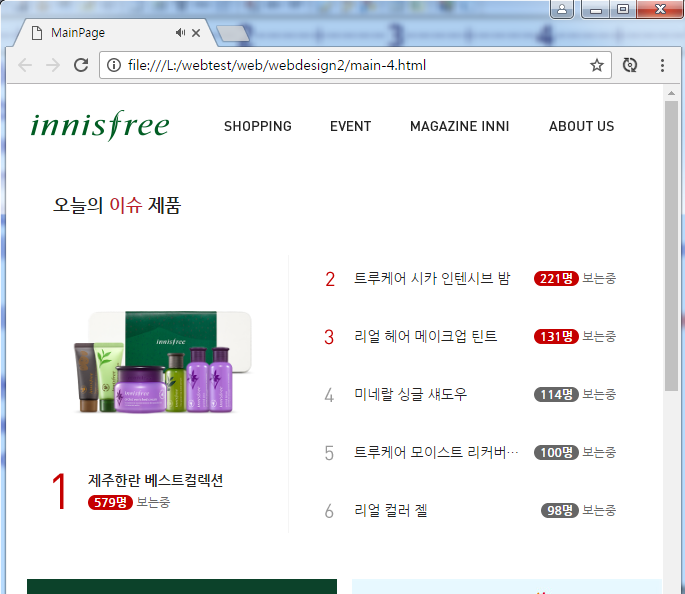 MainPage
file:///L:/webtest/web/webdesign2/main-4.html
innisfree
SHOPPING EVENT MAGAZINE INNI ABOUT US
오늘의 이슈 제품
innisfree
1 제주한란 베스트컬렉션
579명 보는중
2 트루케어 시카 인텐시브 밤 221명 보는중
3 리얼 헤어 메이크업 틴트 131명 보는중
4 미네랄 싱글 섀도우 114명 보는중
5 트루케어 모이스트 리커버… 100명 보는중
6 리얼 컬러 젤 98명 보는중